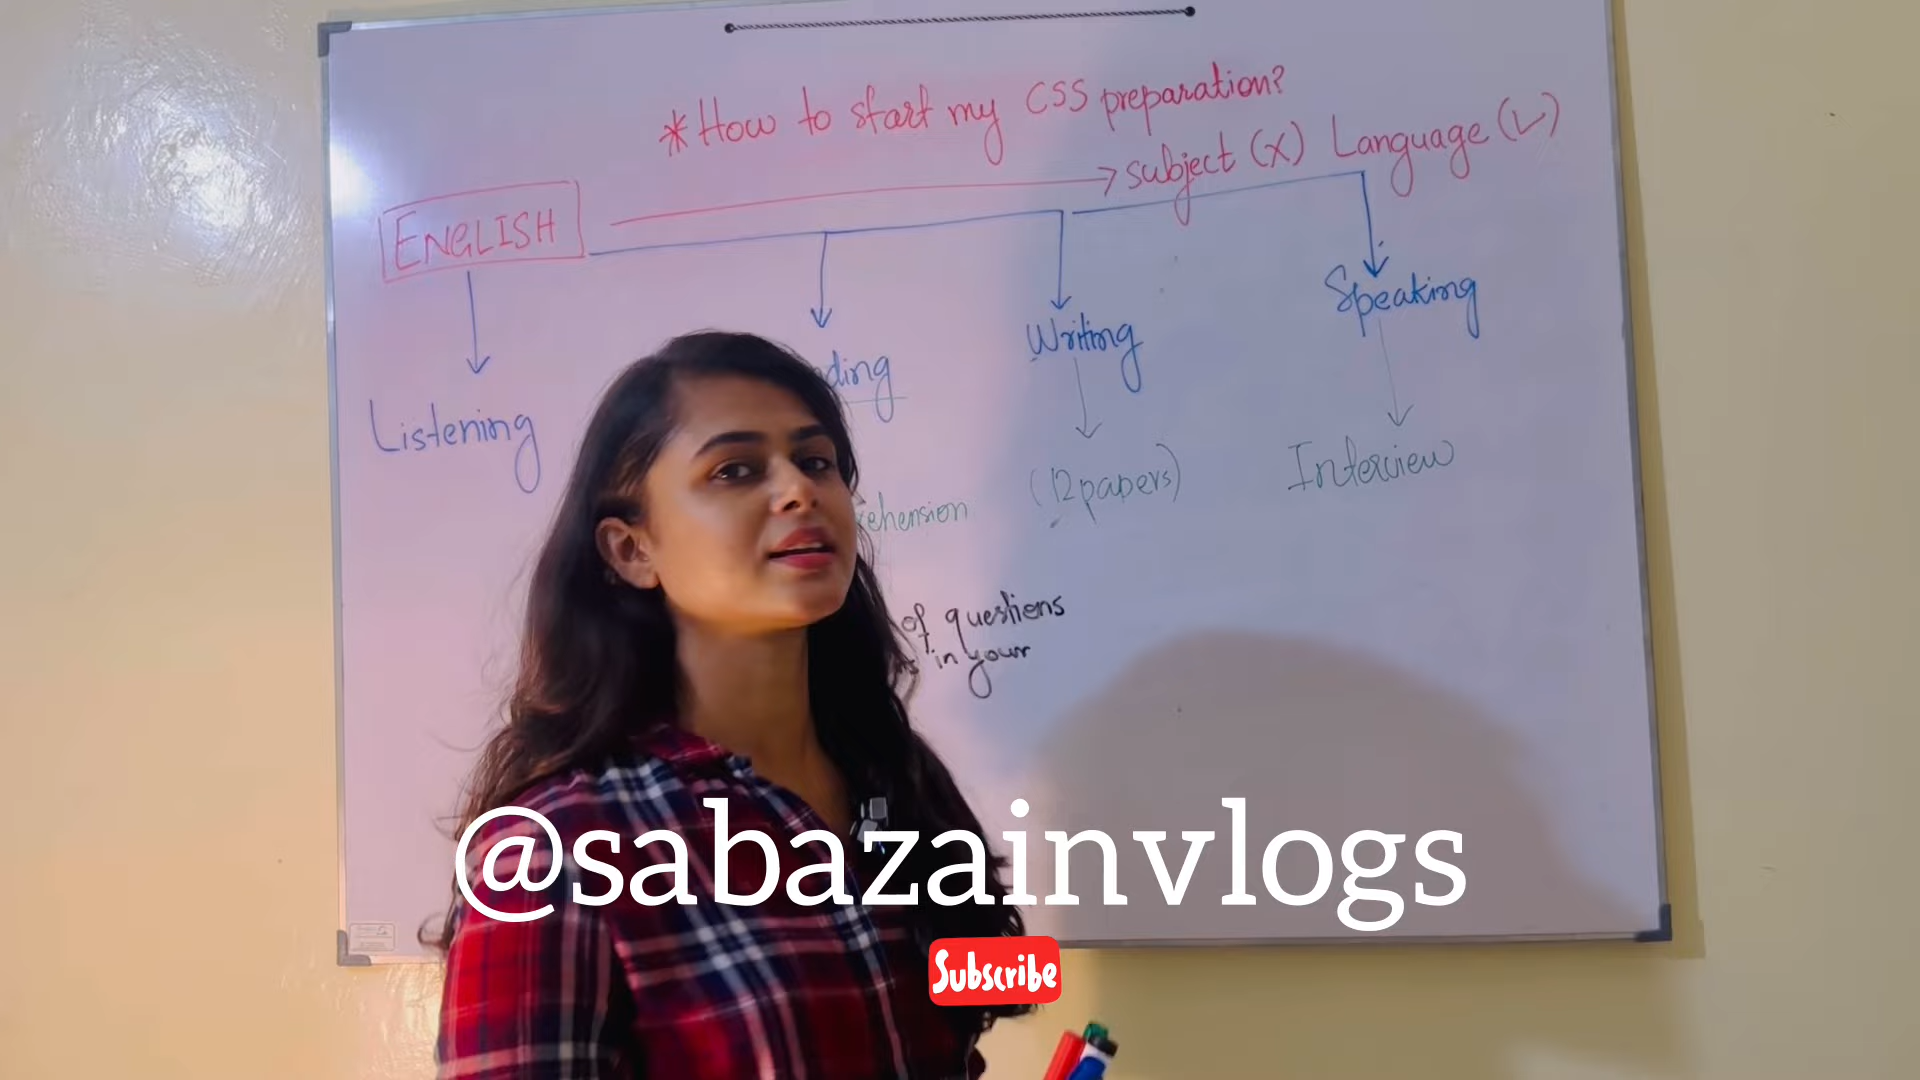 *How to start my CSS preparation?
ENGLISH → subject (X) Language (✓)
Listening
Writing
Speaking
(12 papers)
Interview
of questions
in your
@sabazainvlogs
Subscribe